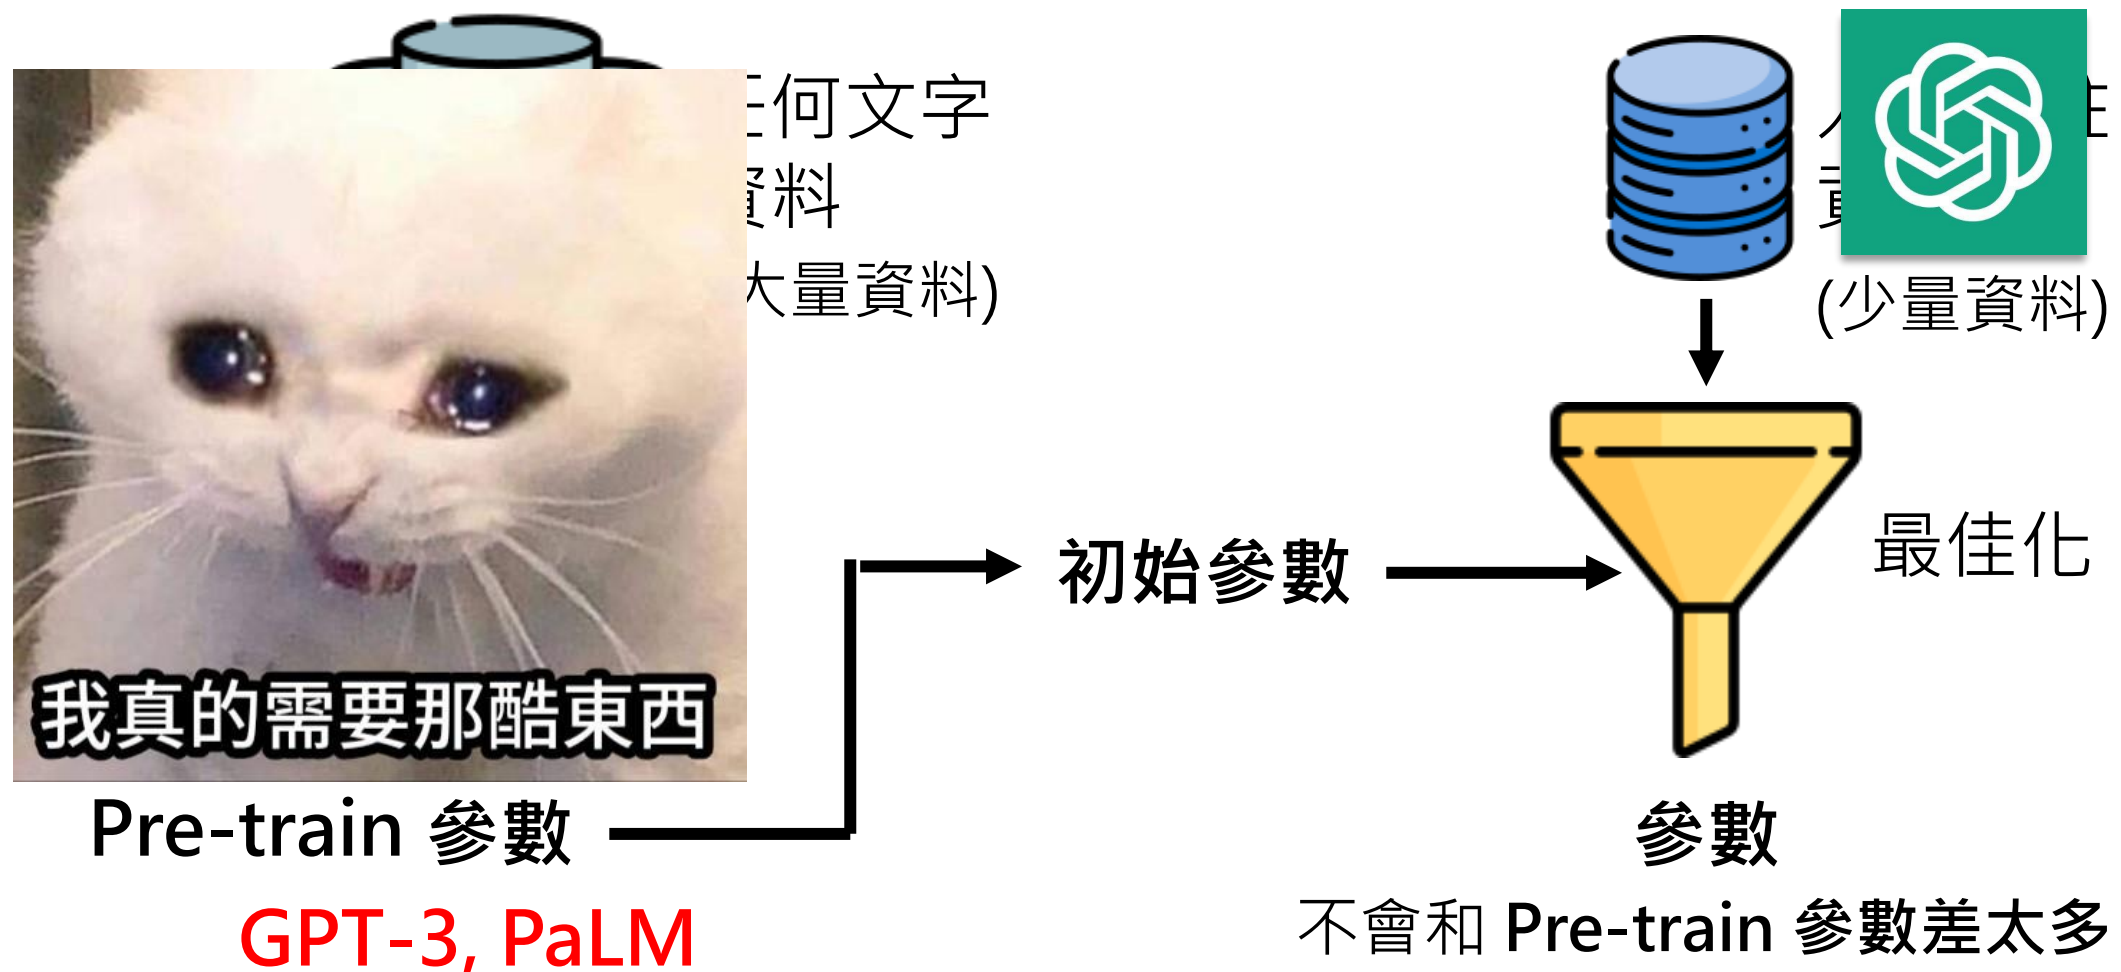 何文字
資料
大量資料)
(少量資料)
最佳化
初始參數
我真的需要那酷東西
Pre-train 參數
GPT-3, PaLM
參數
不會和 Pre-train 參數差太多